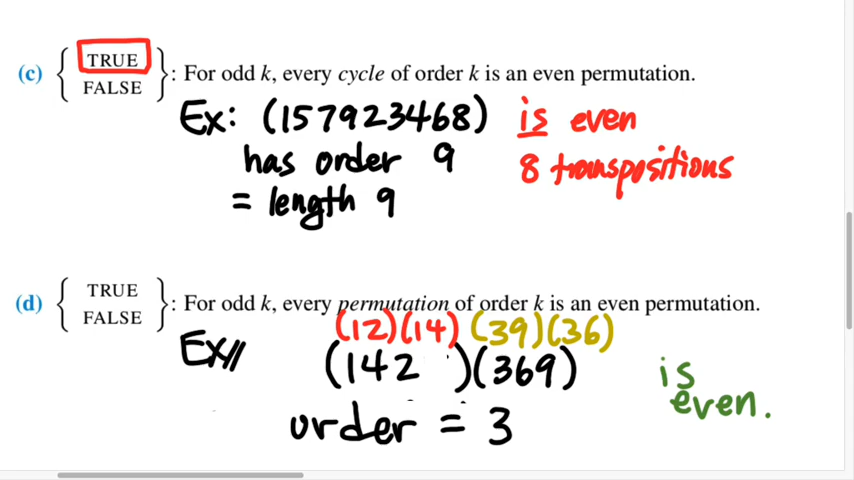 (c) { TRUE FALSE }: For odd k, every cycle of order k is an even permutation.
Ex: (157923468) is even
has order 9 8 transpositions
= length 9
(d) { TRUE FALSE }: For odd k, every permutation of order k is an even permutation.
(12)(14) (39)(36)
Ex// (142 )(369) is even.
order = 3